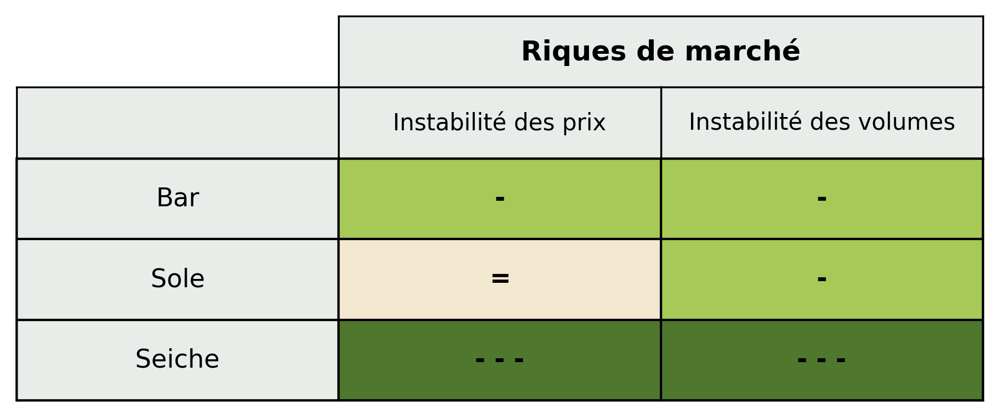 Riques de marché
Instabilité des prix Instabilité des volumes
Bar - -
Sole = -
Seiche - - - - - -